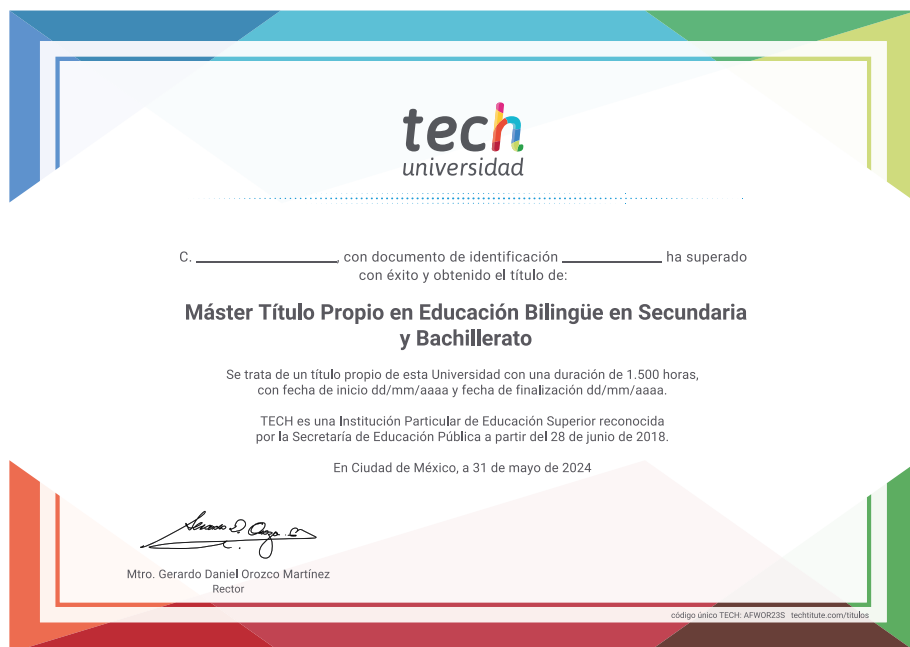 tech
universidad
C. ____________, con documento de identificación ____________ ha superado
con éxito y obtenido el título de:
Máster Título Propio en Educación Bilingüe en Secundaria
y Bachillerato
Se trata de un título propio de esta Universidad con una duración de 1.500 horas,
con fecha de inicio dd/mm/aaaa y fecha de finalización dd/mm/aaaa.
TECH es una Institución Particular de Educación Superior reconocida
por la Secretaría de Educación Pública a partir del 28 de junio de 2018.
En Ciudad de México, a 31 de mayo de 2024
Mtro. Gerardo Daniel Orozco Martínez
Rector
código único TECH: AFWOR23S techtitute.com/titulos